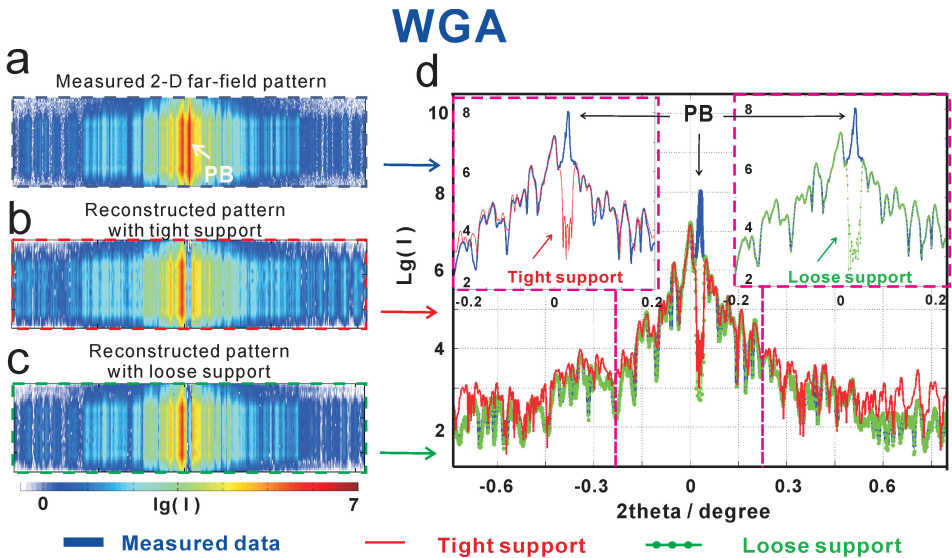 WGA
a
Measured 2-D far-field pattern
PB
b
Reconstructed pattern
with tight support
c
Reconstructed pattern
with loose support
0 lg( I ) 7
d
Lg( I )
10
8
6
4
2
-0.6 -0.3 0 0.3 0.6
2theta / degree
8
6
4
2
-0.2 0 0.2
Tight support
PB
8
6
4
2
-0.2 0 0.2
Loose support
Measured data Tight support Loose support